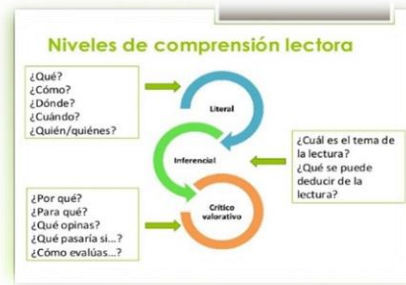 Niveles de comprensión lectora
¿Qué?
¿Cómo?
¿Dónde?
¿Cuándo?
¿Quién/quiénes?
Literal
Inferencial
¿Cuál es el tema de
la lectura?
¿Qué se puede
deducir de la
lectura?
¿Por qué?
¿Para qué?
¿Qué opinas?
¿Qué pasaría si...?
¿Cómo evalúas...?
Crítico
valorativo